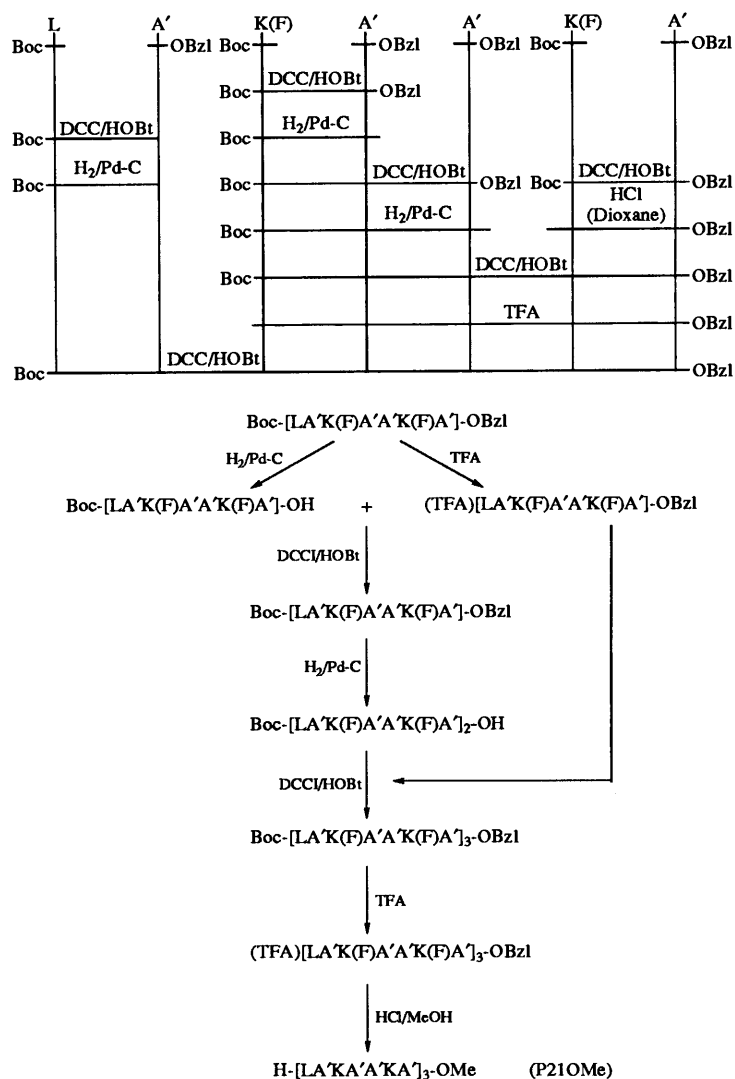 L A′ K(F) A′ A′ K(F) A′
Boc OBzl Boc OBzl OBzl Boc OBzl
DCC/HOBt
Boc OBzl
DCC/HOBt H₂/Pd-C
Boc Boc
H₂/Pd-C DCC/HOBt DCC/HOBt
Boc Boc OBzl Boc OBzl
H₂/Pd-C HCl
(Dioxane)
Boc OBzl
DCC/HOBt
Boc OBzl
TFA
OBzl
DCC/HOBt
Boc OBzl
Boc-[LA′K(F)A′A′K(F)A′]-OBzl
H₂/Pd-C TFA
Boc-[LA′K(F)A′A′K(F)A′]-OH + (TFA)[LA′K(F)A′A′K(F)A′]-OBzl
DCCI/HOBt
Boc-[LA′K(F)A′A′K(F)A′]-OBzl
H₂/Pd-C
Boc-[LA′K(F)A′A′K(F)A′]₂-OH
DCCI/HOBt
Boc-[LA′K(F)A′A′K(F)A′]₃-OBzl
TFA
(TFA)[LA′K(F)A′A′K(F)A′]₃-OBzl
HCl/MeOH
H-[LA′KA′A′KA′]₃-OMe (P21OMe)